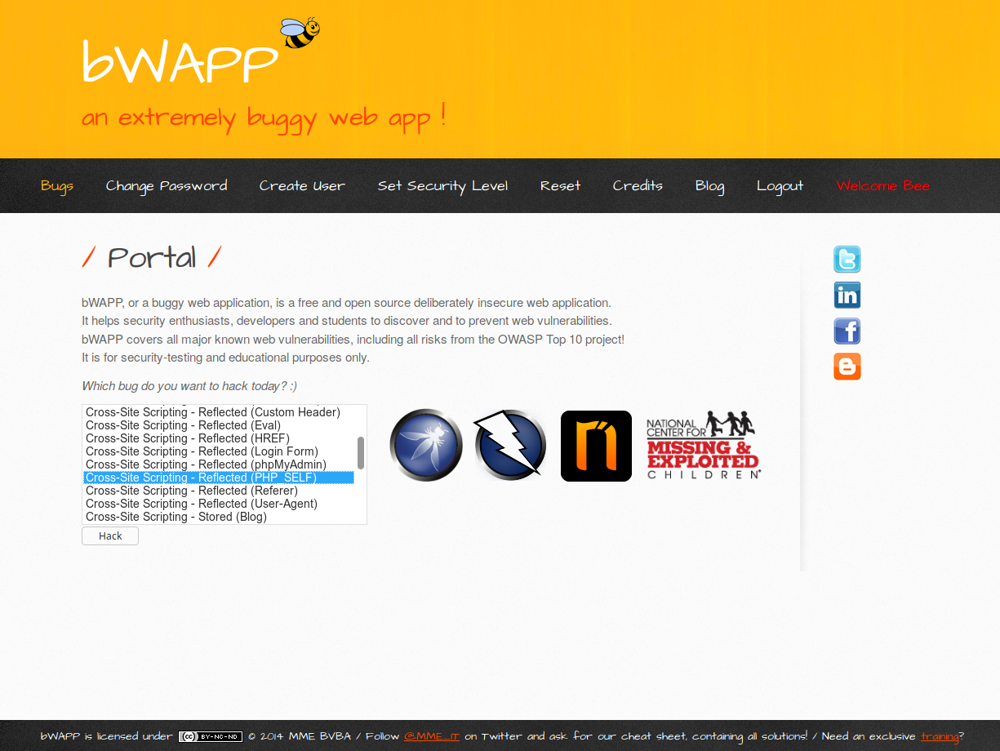 bWAPP
an extremely buggy web app !
Bugs Change Password Create User Set Security Level Reset Credits Blog Logout Welcome Bee
/ Portal /
bWAPP, or a buggy web application, is a free and open source deliberately insecure web application.
It helps security enthusiasts, developers and students to discover and to prevent web vulnerabilities.
bWAPP covers all major known web vulnerabilities, including all risks from the OWASP Top 10 project!
It is for security-testing and educational purposes only.
Which bug do you want to hack today? :)
Cross-Site Scripting - Reflected (Custom Header)
Cross-Site Scripting - Reflected (Eval)
Cross-Site Scripting - Reflected (HREF)
Cross-Site Scripting - Reflected (Login Form)
Cross-Site Scripting - Reflected (phpMyAdmin)
Cross-Site Scripting - Reflected (PHP_SELF)
Cross-Site Scripting - Reflected (Referer)
Cross-Site Scripting - Reflected (User-Agent)
Cross-Site Scripting - Stored (Blog)
Hack
n
NATIONAL
CENTER FOR
MISSING &
EXPLOITED
CHILDREN®
t
in
f
B
bWAPP is licensed under (cc) BY-NC-ND © 2014 MME BVBA / Follow @MME_IT on Twitter and ask for our cheat sheet, containing all solutions! / Need an exclusive training?